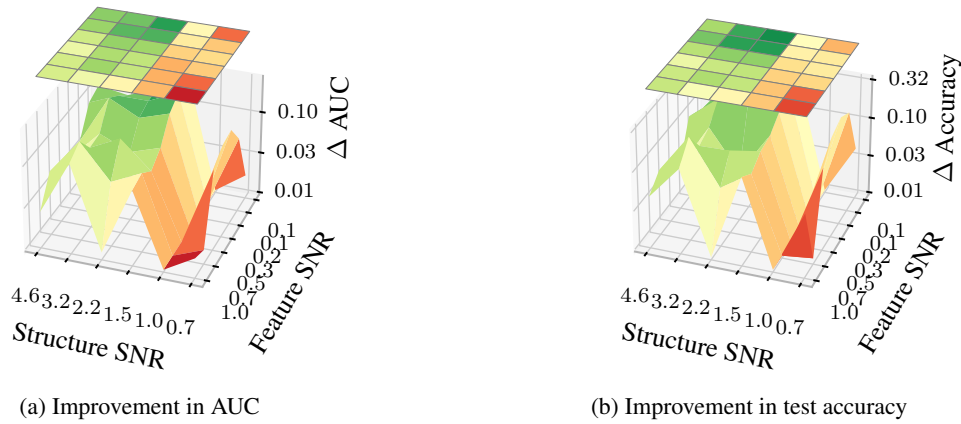 0.10
0.03
0.01
Δ AUC
4.6 3.2 2.2 1.5 1.0 0.7
Structure SNR
0.1
0.1
0.2
0.3
0.5
0.7
1.0
Feature SNR
(a) Improvement in AUC
0.32
0.10
0.03
0.01
Δ Accuracy
4.6 3.2 2.2 1.5 1.0 0.7
Structure SNR
0.1
0.1
0.2
0.3
0.5
0.7
1.0
Feature SNR
(b) Improvement in test accuracy